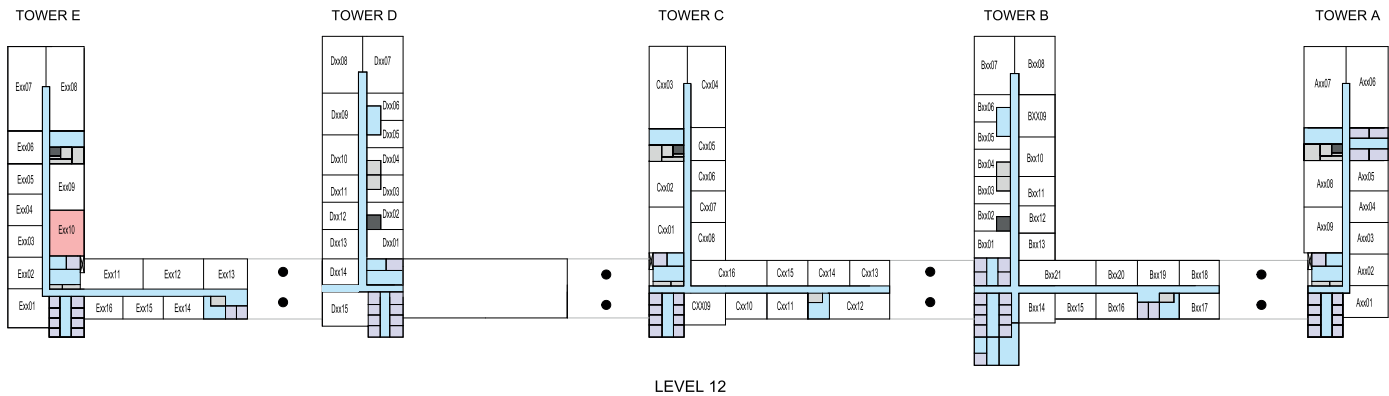 TOWER E
TOWER D
TOWER C
TOWER B
TOWER A
Exx07
Exx08
Exx06
Exx05
Exx09
Exx04
Exx10
Exx03
Exx02
Exx11
Exx12
Exx13
Exx01
Exx16
Exx15
Exx14
Dxx08
Dxx07
Dxx09
Dxx06
Dxx05
Dxx10
Dxx04
Dxx11
Dxx03
Dxx12
Dxx02
Dxx13
Dxx01
Dxx14
Dxx15
Cxx03
Cxx04
Cxx05
Cxx06
Cxx02
Cxx07
Cxx01
Cxx08
Cxx16
Cxx15
Cxx14
Cxx13
CXX09
Cxx10
Cxx11
Cxx12
Bxx07
Bxx08
Bxx06
BXX09
Bxx05
Bxx10
Bxx04
Bxx03
Bxx11
Bxx02
Bxx12
Bxx01
Bxx13
Bxx21
Bxx20
Bxx19
Bxx18
Bxx14
Bxx15
Bxx16
Bxx17
Axx07
Axx06
Axx05
Axx08
Axx04
Axx09
Axx03
Axx02
Axx01
LEVEL 12